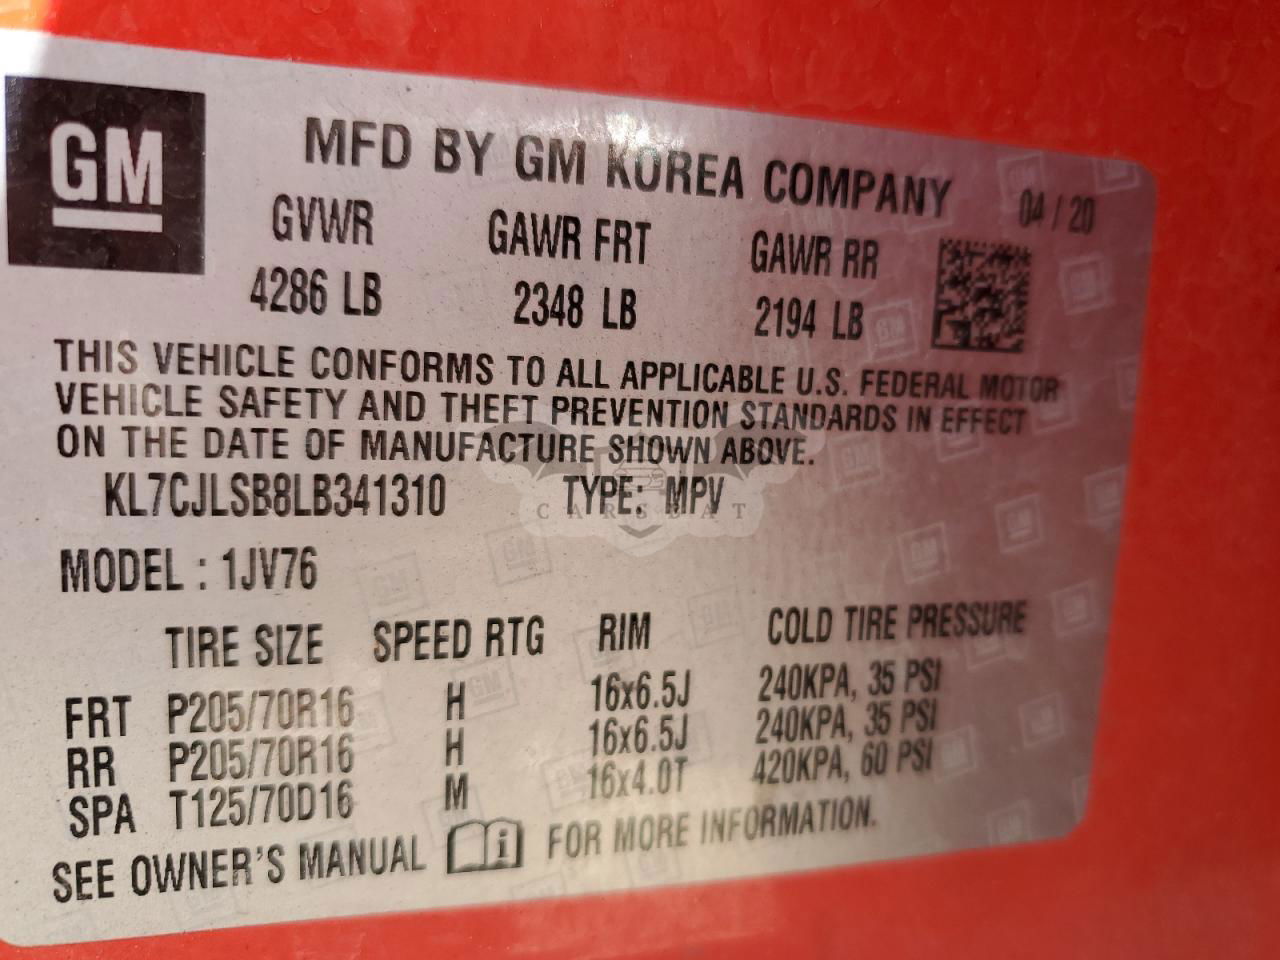 GM
MFD BY GM KOREA COMPANY 04 / 20
GVWR GAWR FRT GAWR RR
4286 LB 2348 LB 2194 LB
THIS VEHICLE CONFORMS TO ALL APPLICABLE U.S. FEDERAL MOTOR
VEHICLE SAFETY AND THEFT PREVENTION STANDARDS IN EFFECT
ON THE DATE OF MANUFACTURE SHOWN ABOVE.
KL7CJLSB8LB341310 TYPE: MPV
CARSBAT
MODEL : 1JV76
TIRE SIZE SPEED RTG RIM COLD TIRE PRESSURE
FRT P205/70R16 H 16x6.5J 240KPA, 35 PSI
RR P205/70R16 H 16x6.5J 240KPA, 35 PSI
SPA T125/70D16 M 16x4.0T 420KPA, 60 PSI
SEE OWNER'S MANUAL i FOR MORE INFORMATION.